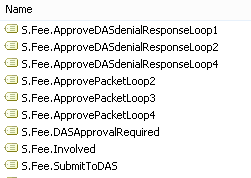 Name
S.Fee.ApproveDASdenialResponseLoop1
S.Fee.ApproveDASdenialResponseLoop2
S.Fee.ApproveDASdenialResponseLoop4
S.Fee.ApprovePacketLoop2
S.Fee.ApprovePacketLoop3
S.Fee.ApprovePacketLoop4
S.Fee.DASApprovalRequired
S.Fee.Involved
S.Fee.SubmitToDAS